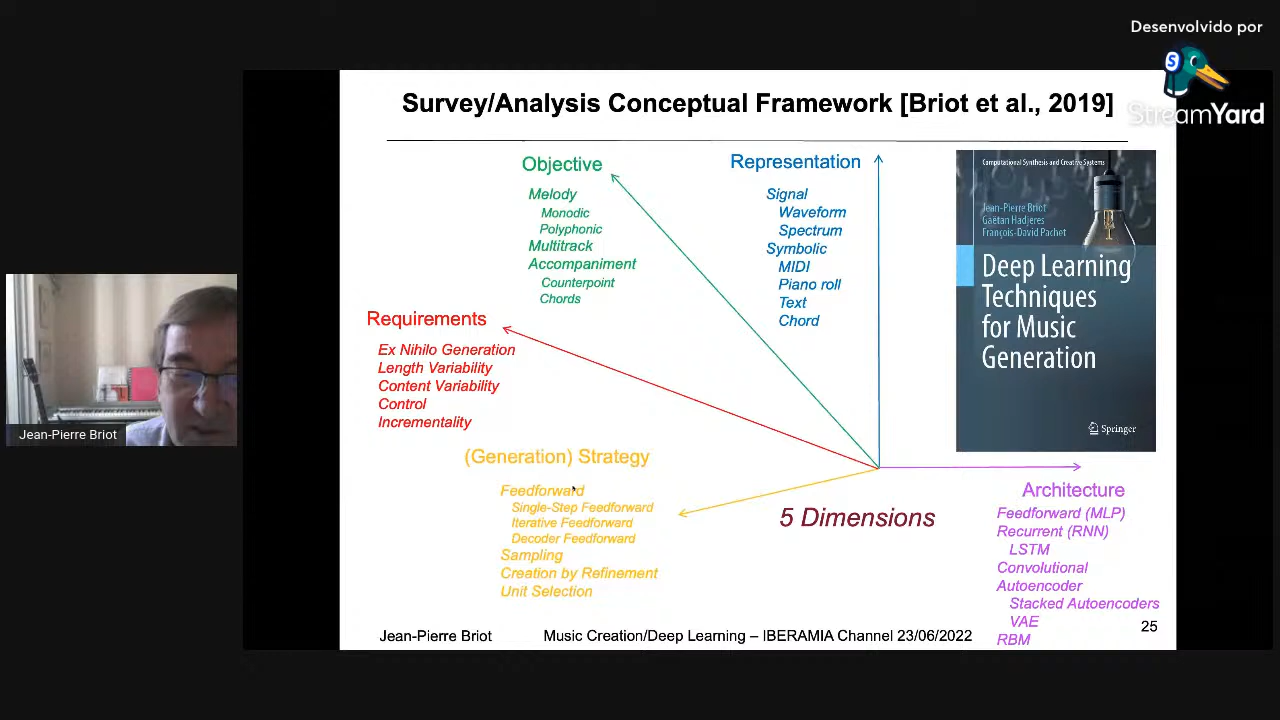 Desenvolvido por
StreamYard
Survey/Analysis Conceptual Framework [Briot et al., 2019]
Objective
Melody
Monodic
Polyphonic
Multitrack
Accompaniment
Counterpoint
Chords
Representation
Signal
Waveform
Spectrum
Symbolic
MIDI
Piano roll
Text
Chord
Computational Synthesis and Creative Systems
Jean-Pierre Briot
Gaëtan Hadjeres
François-David Pachet
Deep Learning
Techniques
for Music
Generation
Springer
Requirements
Ex Nihilo Generation
Length Variability
Content Variability
Control
Incrementality
Jean-Pierre Briot
(Generation) Strategy
Feedforward
Single-Step Feedforward
Iterative Feedforward
Decoder Feedforward
Sampling
Creation by Refinement
Unit Selection
5 Dimensions
Architecture
Feedforward (MLP)
Recurrent (RNN)
LSTM
Convolutional
Autoencoder
Stacked Autoencoders
VAE
RBM
Jean-Pierre Briot
Music Creation/Deep Learning – IBERAMIA Channel 23/06/2022
25